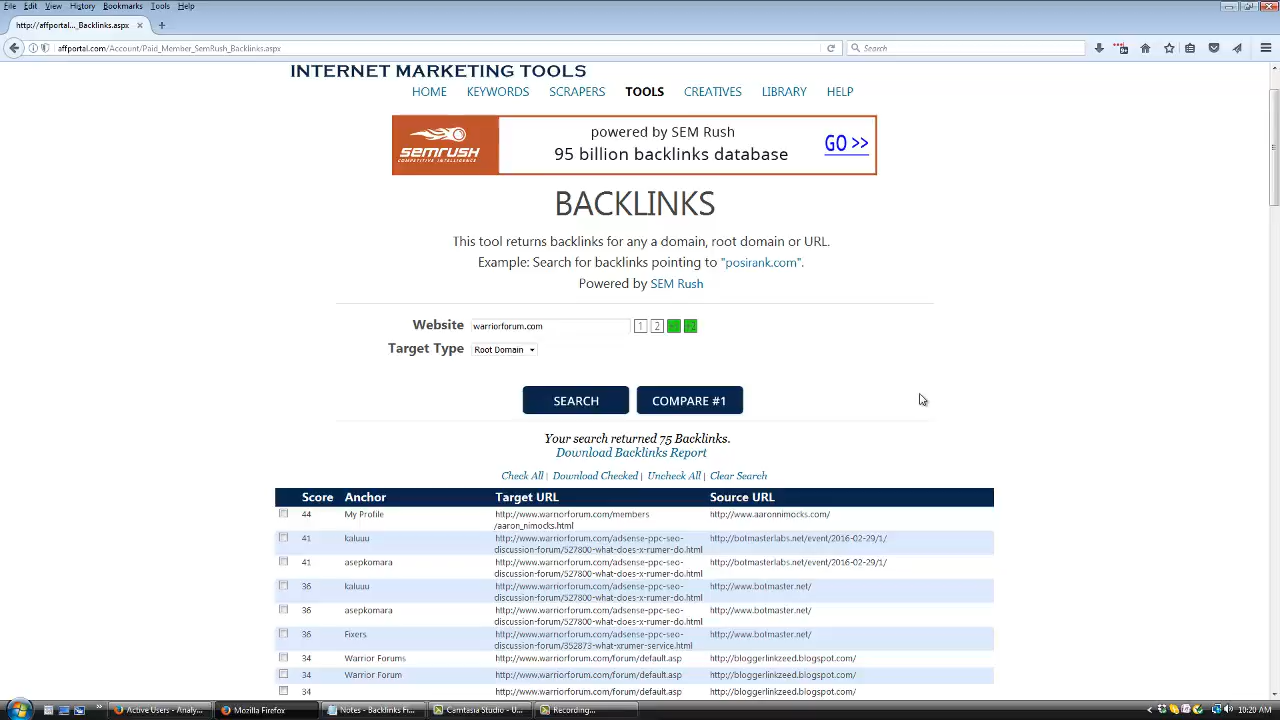 File Edit View History Bookmarks Tools Help
http://affportal..._Backlinks.aspx
affportal.com/Account/Paid_Member_SemRush_Backlinks.aspx
Search
INTERNET MARKETING TOOLS
HOME KEYWORDS SCRAPERS TOOLS CREATIVES LIBRARY HELP
SEMRUSH
COMPETITIVE INTELLIGENCE
powered by SEM Rush
95 billion backlinks database
GO >>
BACKLINKS
This tool returns backlinks for any a domain, root domain or URL.
Example: Search for backlinks pointing to "posirank.com".
Powered by SEM Rush
Website warriorforum.com 1 2
Target Type Root Domain
SEARCH COMPARE #1
Your search returned 75 Backlinks.
Download Backlinks Report
Check All | Download Checked | Uncheck All | Clear Search
Score Anchor Target URL Source URL
44 My Profile http://www.warriorforum.com/members http://www.aaronnimocks.com/
/aaron_nimocks.html
41 kaluuu http://www.warriorforum.com/adsense-ppc-seo- http://botmasterlabs.net/event/2016-02-29/1/
discussion-forum/527800-what-does-x-rumer-do.html
41 asepkomara http://www.warriorforum.com/adsense-ppc-seo- http://botmasterlabs.net/event/2016-02-29/1/
discussion-forum/527800-what-does-x-rumer-do.html
36 kaluuu http://www.warriorforum.com/adsense-ppc-seo- http://www.botmaster.net/
discussion-forum/527800-what-does-x-rumer-do.html
36 asepkomara http://www.warriorforum.com/adsense-ppc-seo- http://www.botmaster.net/
discussion-forum/527800-what-does-x-rumer-do.html
36 Fixers http://www.warriorforum.com/adsense-ppc-seo- http://www.botmaster.net/
discussion-forum/352873-what-xrumer-service.html
34 Warrior Forums http://www.warriorforum.com/forum/default.asp http://bloggerlinkzeed.blogspot.com/
34 Warrior Forum http://www.warriorforum.com/forum/default.asp http://bloggerlinkzeed.blogspot.com/
34 http://www.warriorforum.com/forum/default.asp http://bloggerlinkzeed.blogspot.com/
Active Users - Analy... Mozilla Firefox Notes - Backlinks Fi... Camtasia Studio - U... Recording... 10:20 AM